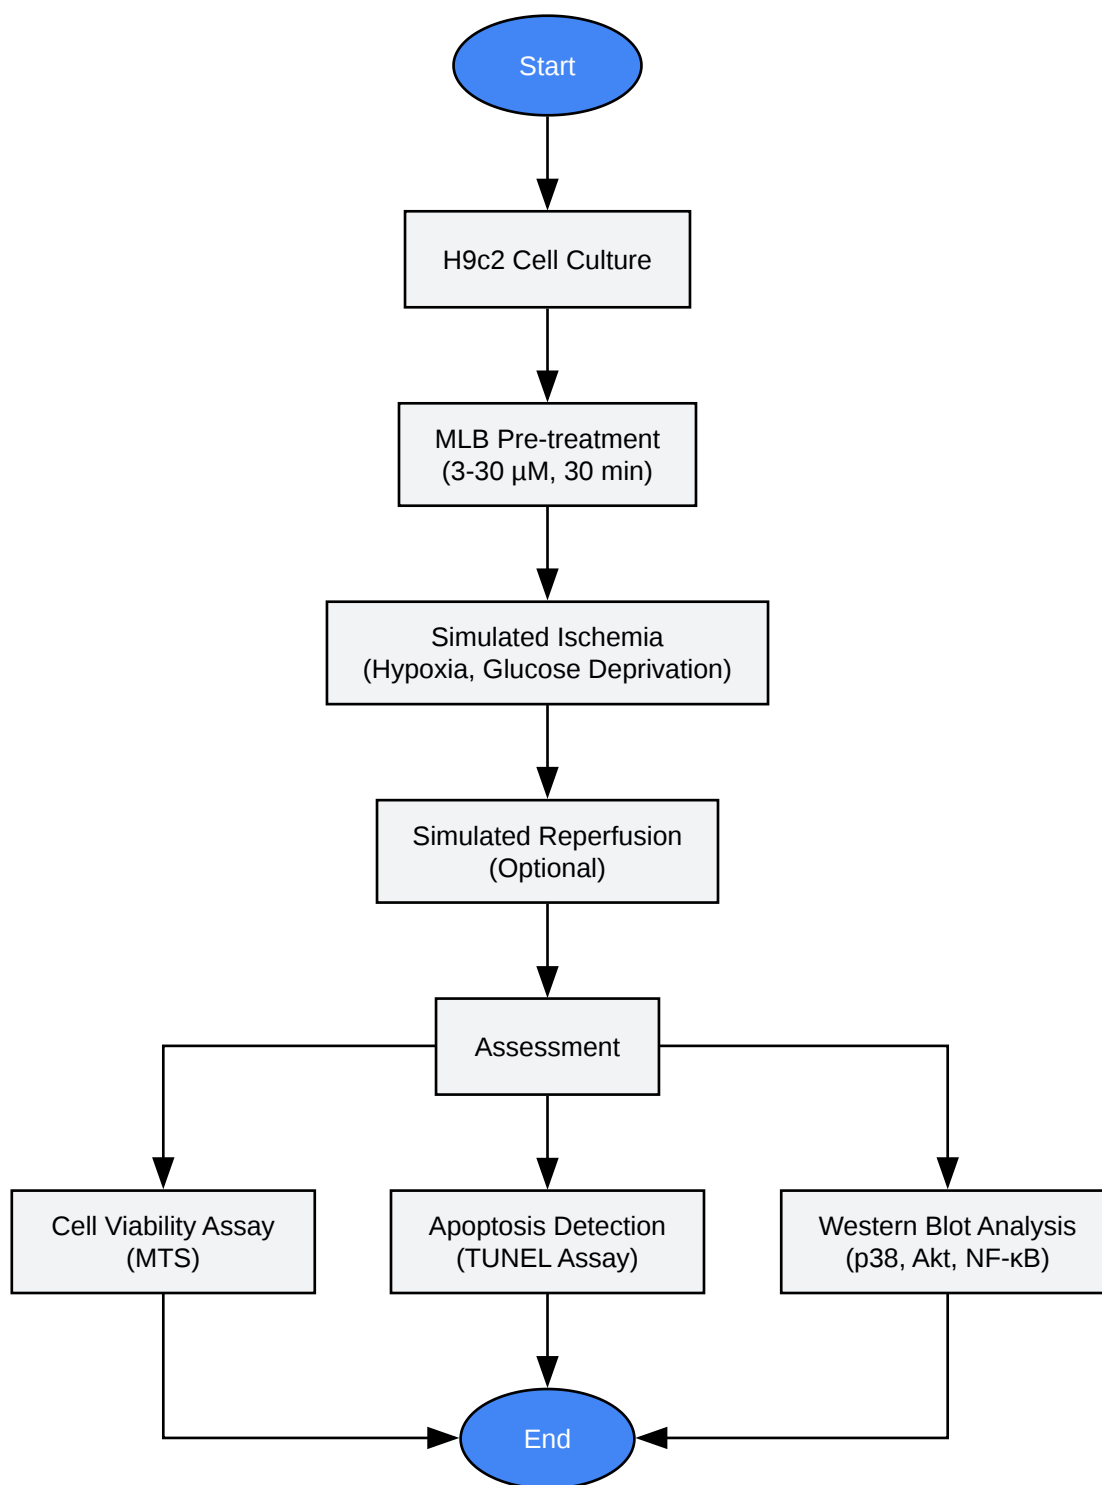 Start
H9c2 Cell Culture
MLB Pre-treatment
(3-30 µM, 30 min)
Simulated Ischemia
(Hypoxia, Glucose Deprivation)
Simulated Reperfusion
(Optional)
Assessment
Cell Viability Assay
(MTS)
Apoptosis Detection
(TUNEL Assay)
Western Blot Analysis
(p38, Akt, NF-κB)
End